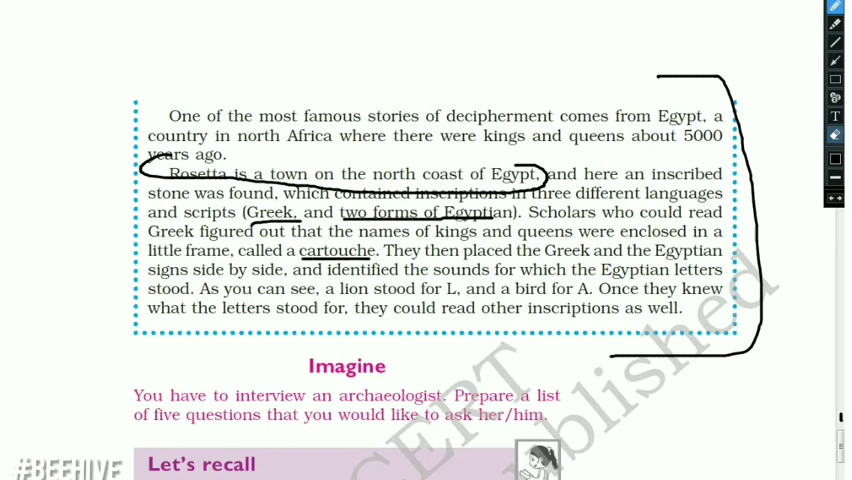 One of the most famous stories of decipherment comes from Egypt, a
country in north Africa where there were kings and queens about 5000
years ago.
Rosetta is a town on the north coast of Egypt, and here an inscribed
stone was found, which contained inscriptions in three different languages
and scripts (Greek, and two forms of Egyptian). Scholars who could read
Greek figured out that the names of kings and queens were enclosed in a
little frame, called a cartouche. They then placed the Greek and the Egyptian
signs side by side, and identified the sounds for which the Egyptian letters
stood. As you can see, a lion stood for L, and a bird for A. Once they knew
what the letters stood for, they could read other inscriptions as well.
Imagine
You have to interview an archaeologist. Prepare a list
of five questions that you would like to ask her/him.
Let's recall
#BEEHIVE
CERT
ublished
T